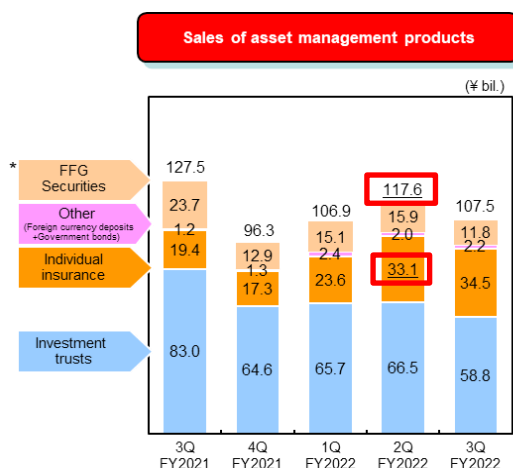 Sales of asset management products
(¥ bil.)
*
FFG
Securities
Other
(Foreign currency deposits
+Government bonds)
Individual
insurance
Investment
trusts
127.5
23.7
1.2
19.4
83.0
96.3
12.9
1.3
17.3
64.6
106.9
15.1
2.4
23.6
65.7
117.6
15.9
2.0
33.1
66.5
107.5
11.8
2.2
34.5
58.8
3Q
FY2021
4Q
FY2021
1Q
FY2022
2Q
FY2022
3Q
FY2022